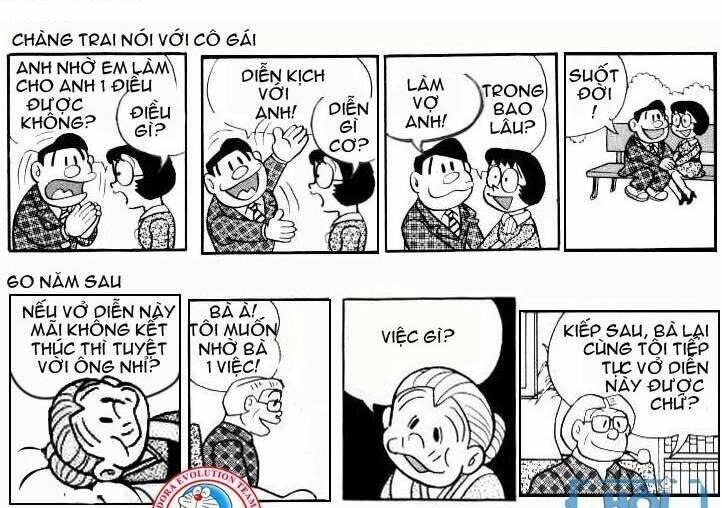 CHÀNG TRAI NÓI VỚI CÔ GÁI
ANH NHỜ EM LÀM
CHO ANH 1 ĐIỀU
ĐƯỢC
KHÔNG?
ĐIỀU
GÌ?
DIỄN KỊCH
VỚI
ANH!
DIỄN
GÌ
CƠ?
LÀM
VỢ
ANH!
TRONG
BAO
LÂU?
SUỐT
ĐỜI
!
60 NĂM SAU
NẾU VỞ DIỄN NÀY
MÃI KHÔNG KẾT
THÚC THÌ TUYỆT
VỜI ÔNG NHỈ?
BÀ À!
TÔI MUỐN
NHỜ BÀ
1 VIỆC!
VIỆC GÌ?
KIẾP SAU, BÀ LẠI
CÙNG TÔI TIẾP
TỤC VỞ DIỄN
NÀY ĐƯỢC
CHỨ?
DORA EVOLUTION TEAM